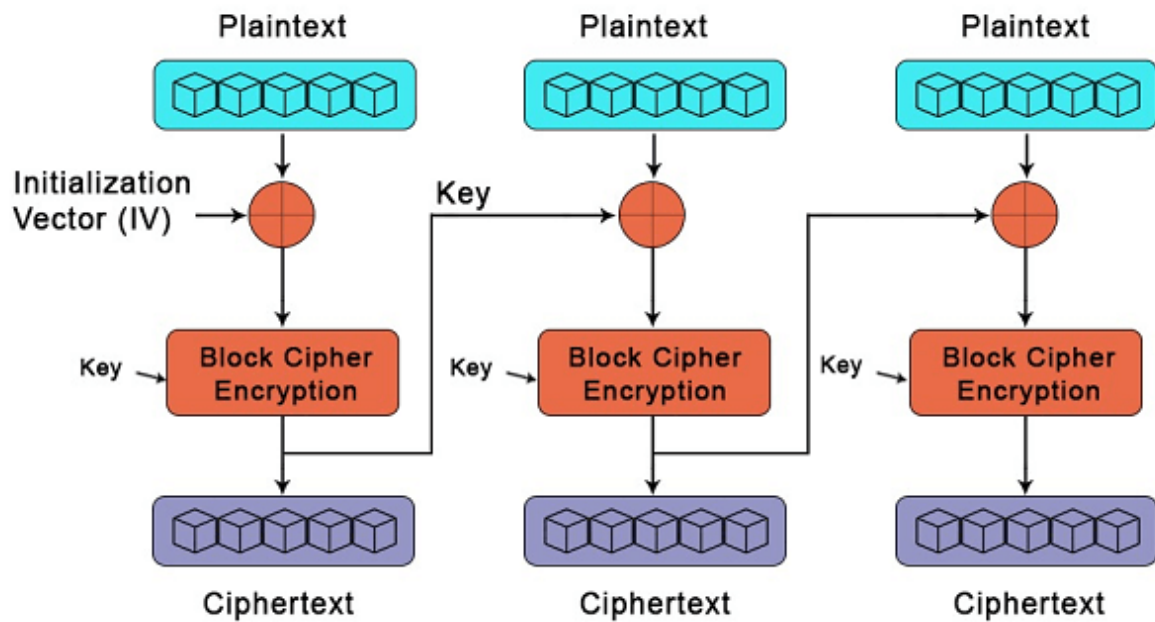 Plaintext
Plaintext
Plaintext
Initialization
Vector (IV)
Key
Key
Block Cipher
Encryption
Key
Block Cipher
Encryption
Key
Block Cipher
Encryption
Ciphertext
Ciphertext
Ciphertext